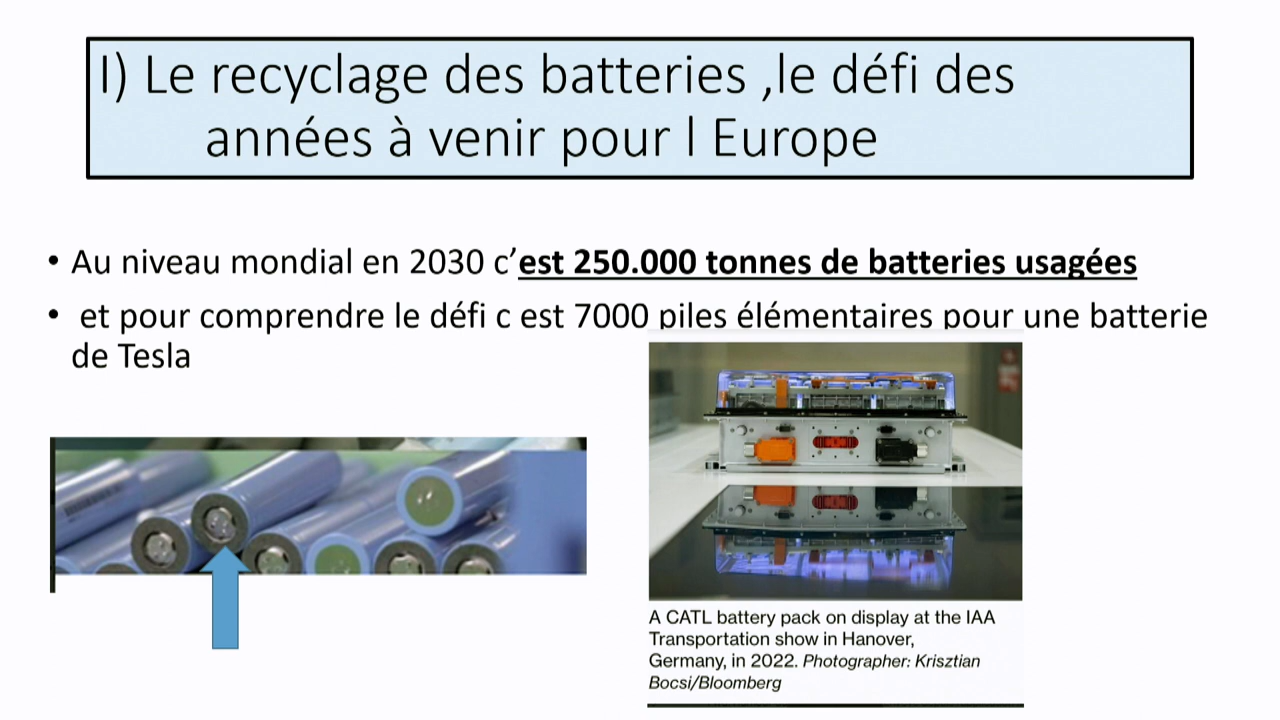 I) Le recyclage des batteries ,le défi des
années à venir pour l Europe
• Au niveau mondial en 2030 c’est 250.000 tonnes de batteries usagées
• et pour comprendre le défi c est 7000 piles élémentaires pour une batterie
de Tesla
A CATL battery pack on display at the IAA
Transportation show in Hanover,
Germany, in 2022. Photographer: Krisztian
Bocsi/Bloomberg